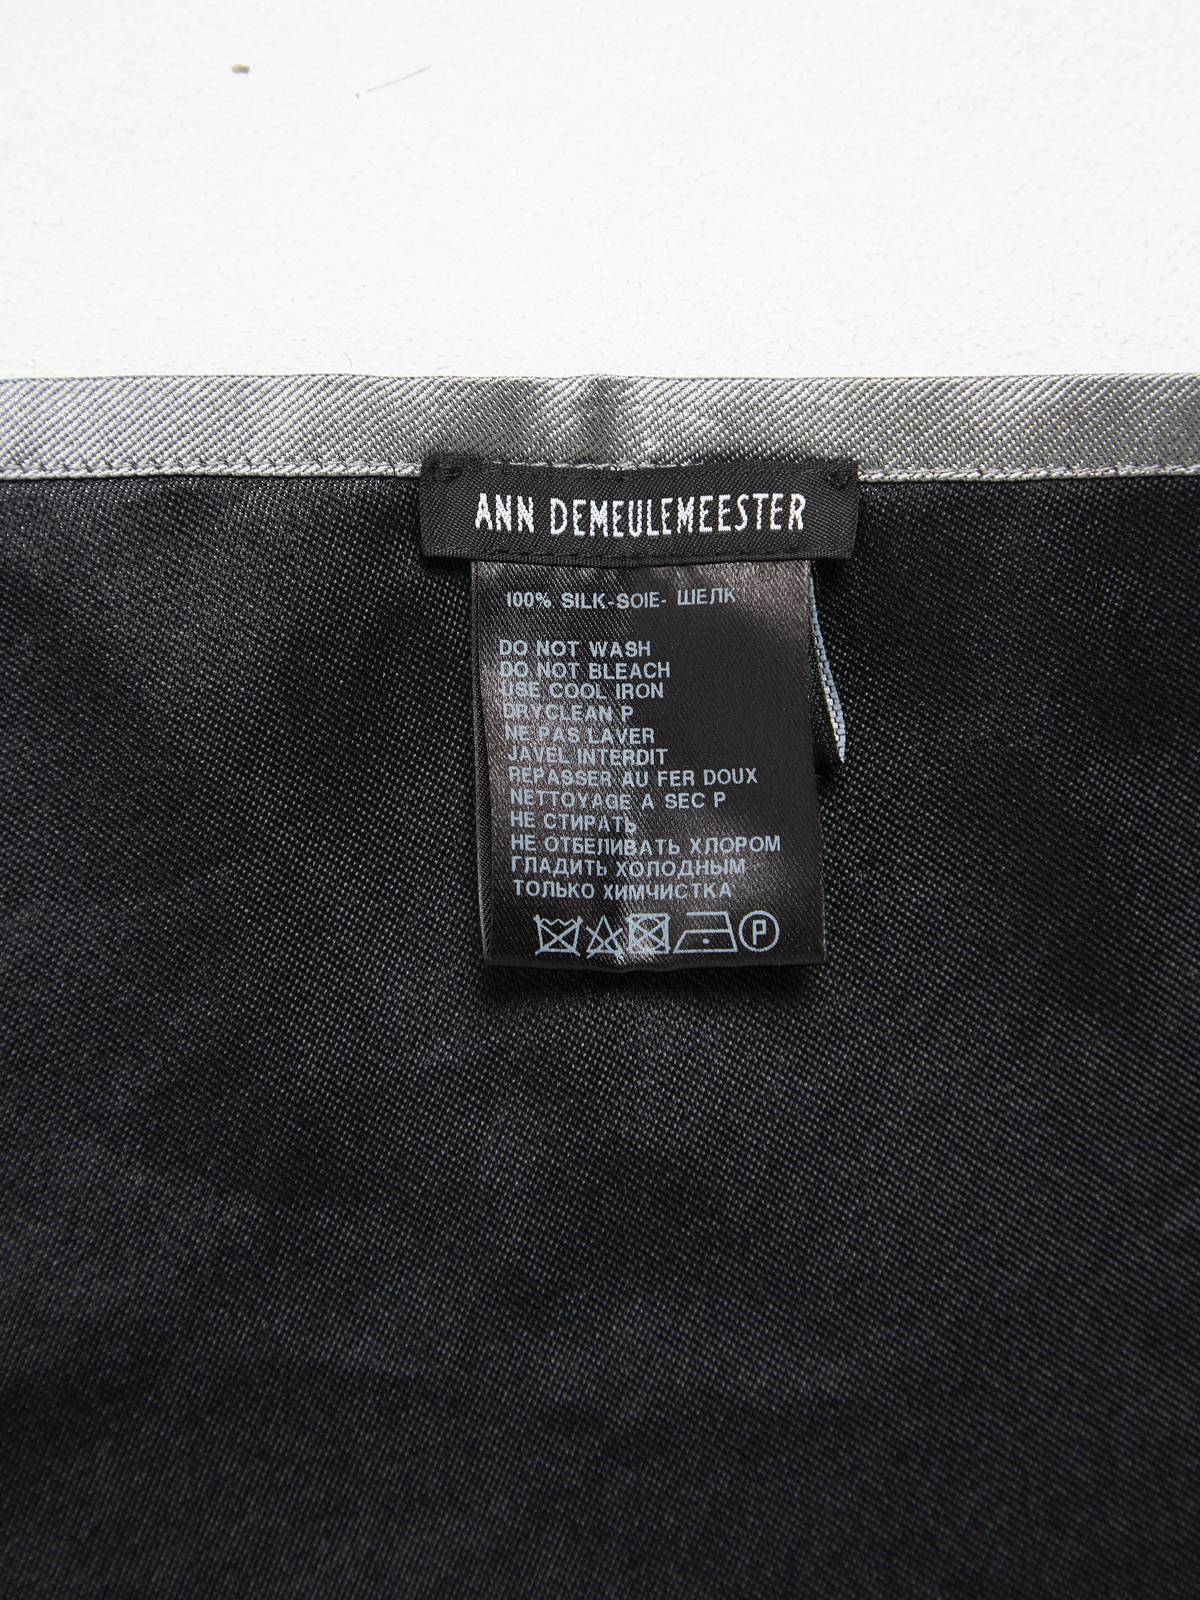 ANN DEMEULEMEESTER
100% SILK-SOIE- ШЕЛК
DO NOT WASH
DO NOT BLEACH
USE COOL IRON
DRYCLEAN P
NE PAS LAVER
JAVEL INTERDIT
REPASSER AU FER DOUX
NETTOYAGE A SEC P
НЕ СТИРАТЬ
НЕ ОТБЕЛИВАТЬ ХЛОРОМ
ГЛАДИТЬ ХОЛОДНЫМ
ТОЛЬКО ХИМЧИСТКА
P